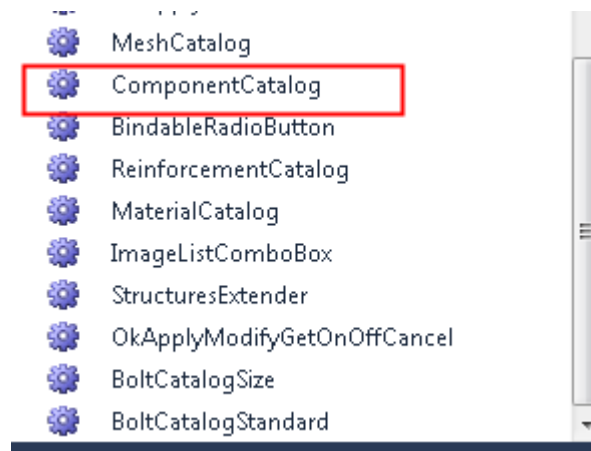 MeshCatalog
ComponentCatalog
BindableRadioButton
ReinforcementCatalog
MaterialCatalog
ImageListComboBox
StructuresExtender
OkApplyModifyGetOnOffCancel
BoltCatalogSize
BoltCatalogStandard